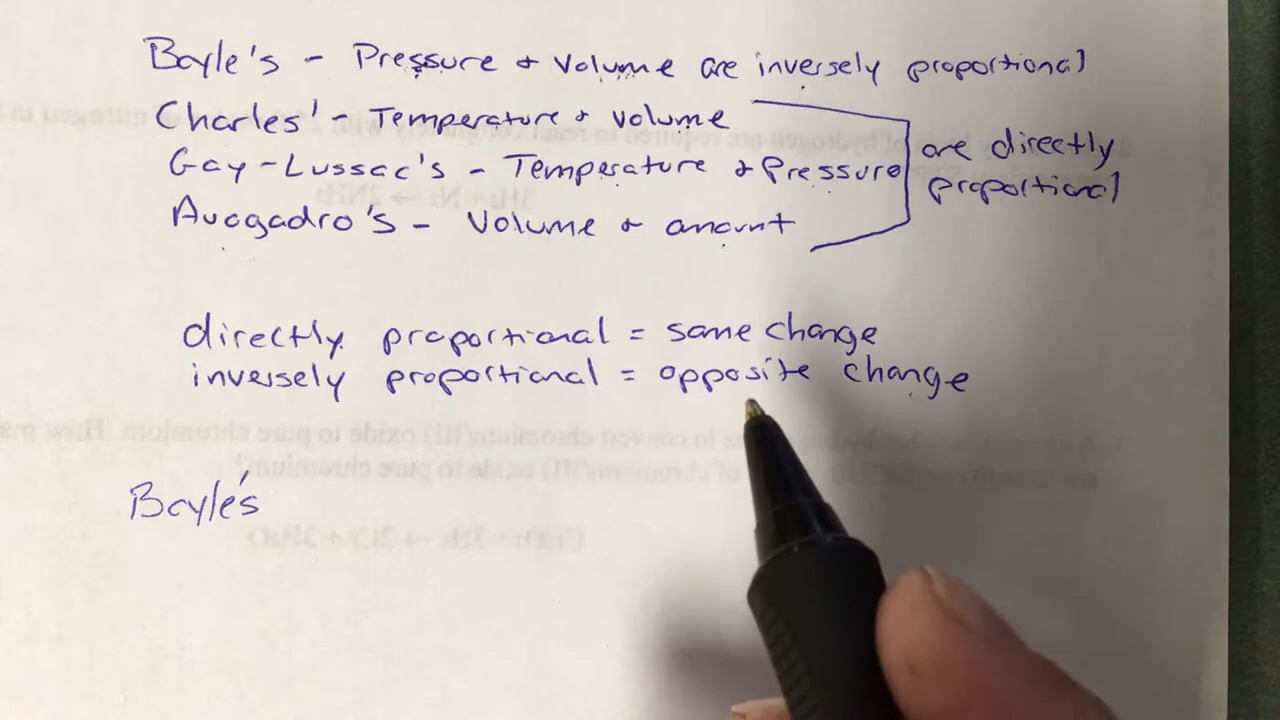 Boyle's - Pressure + Volume are inversely proportional
Charles' - Temperature + volume
Gay-Lussac's - Temperature + Pressure
Avogadro's - Volume + amount
are directly
proportional
directly proportional = same change
inversely proportional = opposite change
Boyle's